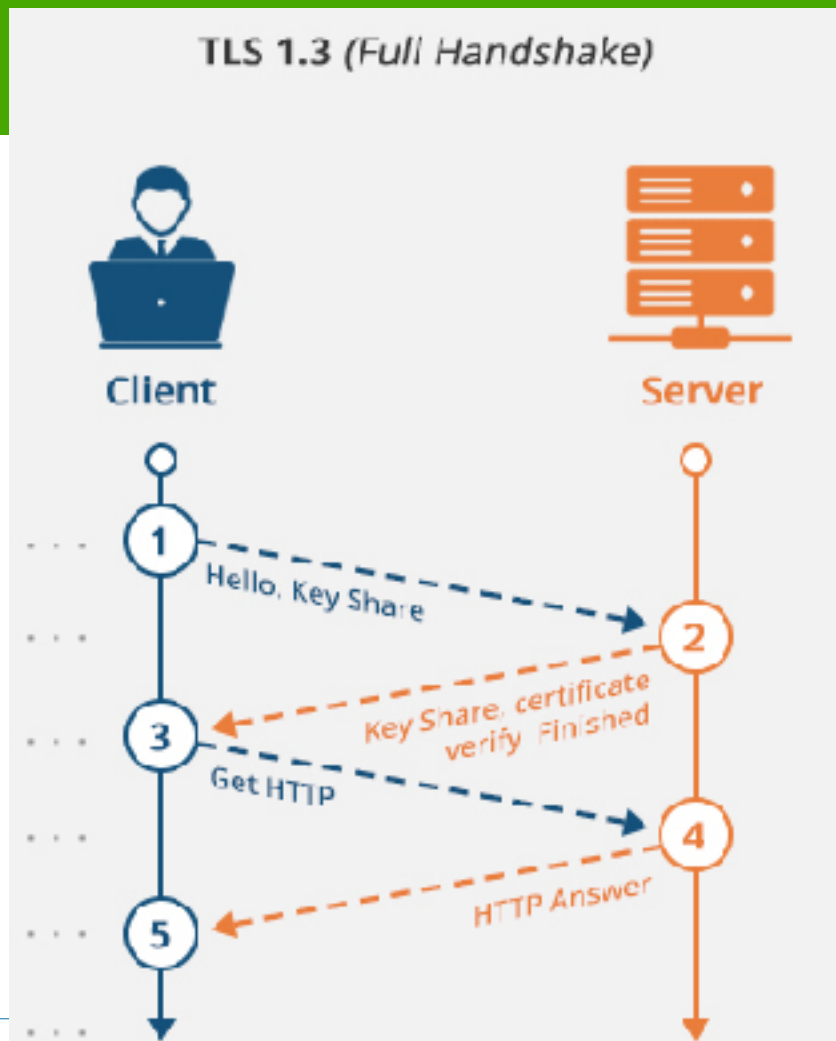 TLS 1.3 (Full Handshake)
Client
Server
1
Hello, Key Share
2
Key Share, certificate
verify Finished
3
Get HTTP
4
HTTP Answer
5